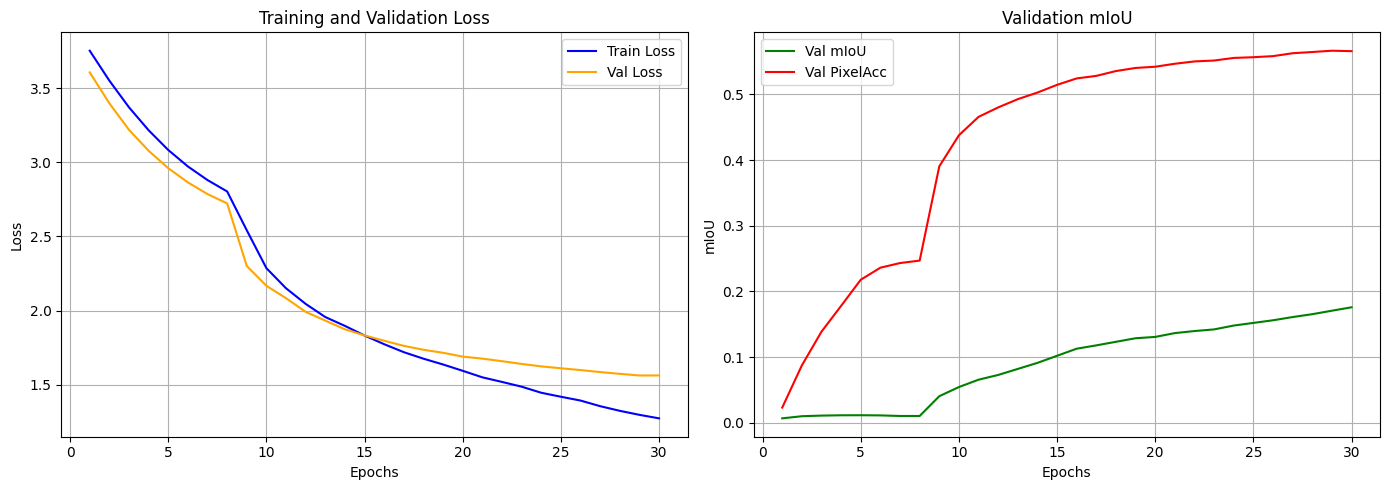 Training and Validation Loss
Train Loss
Val Loss
Loss
3.5
3.0
2.5
2.0
1.5
0
5
10
15
20
25
30
Epochs
Validation mIoU
Val mIoU
Val PixelAcc
mIoU
0.5
0.4
0.3
0.2
0.1
0.0
0
5
10
15
20
25
30
Epochs